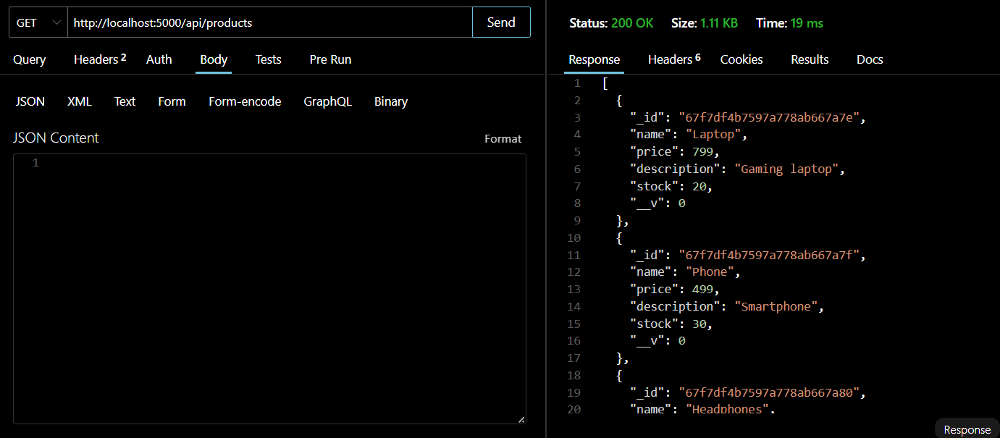 GET http://localhost:5000/api/products Send
Query Headers 2 Auth Body Tests Pre Run
JSON XML Text Form Form-encode GraphQL Binary
JSON Content Format
1
Status: 200 OK Size: 1.11 KB Time: 19 ms
Response Headers 6 Cookies Results Docs
1 [
2 {
3 "_id": "67f7df4b7597a778ab667a7e",
4 "name": "Laptop",
5 "price": 799,
6 "description": "Gaming laptop",
7 "stock": 20,
8 "__v": 0
9 },
10 {
11 "_id": "67f7df4b7597a778ab667a7f",
12 "name": "Phone",
13 "price": 499,
14 "description": "Smartphone",
15 "stock": 30,
16 "__v": 0
17 },
18 {
19 "_id": "67f7df4b7597a778ab667a80",
20 "name": "Headphones",
Response